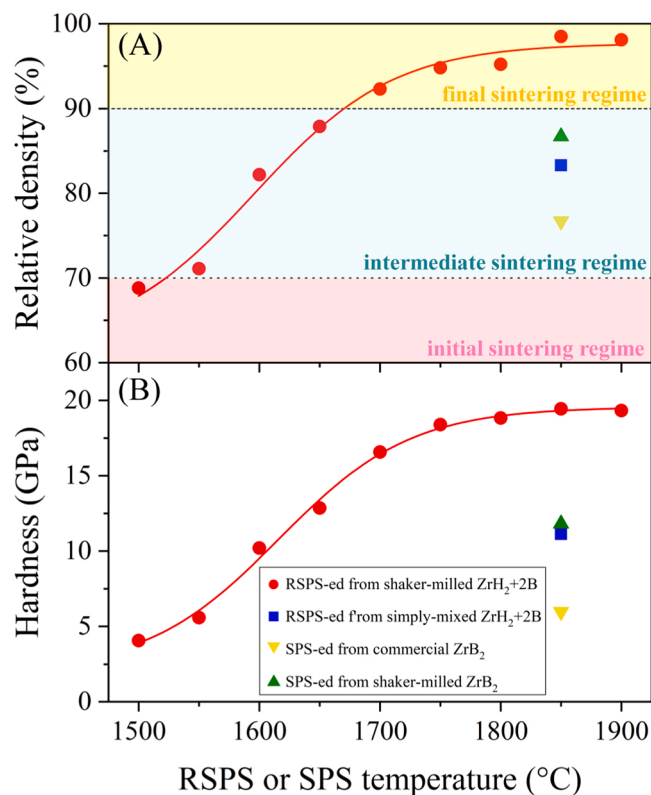 (A)
Relative density (%)
100
90
80
70
60
final sintering regime
intermediate sintering regime
initial sintering regime
(B)
Hardness (GPa)
20
15
10
5
0
RSPS-ed from shaker-milled ZrH₂+2B
RSPS-ed f'rom simply-mixed ZrH₂+2B
SPS-ed from commercial ZrB₂
SPS-ed from shaker-milled ZrB₂
1500 1600 1700 1800 1900
RSPS or SPS temperature (°C)